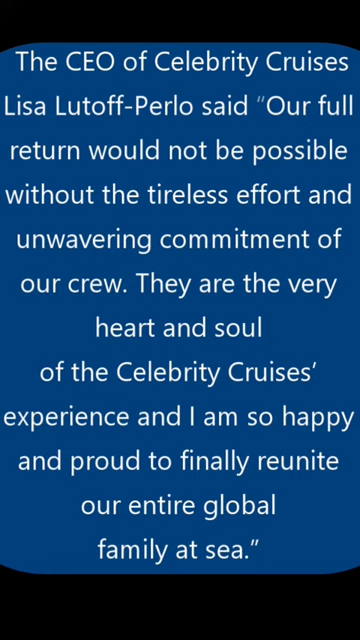 The CEO of Celebrity Cruises
Lisa Lutoff-Perlo said “Our full
return would not be possible
without the tireless effort and
unwavering commitment of
our crew. They are the very
heart and soul
of the Celebrity Cruises’
experience and I am so happy
and proud to finally reunite
our entire global
family at sea.”